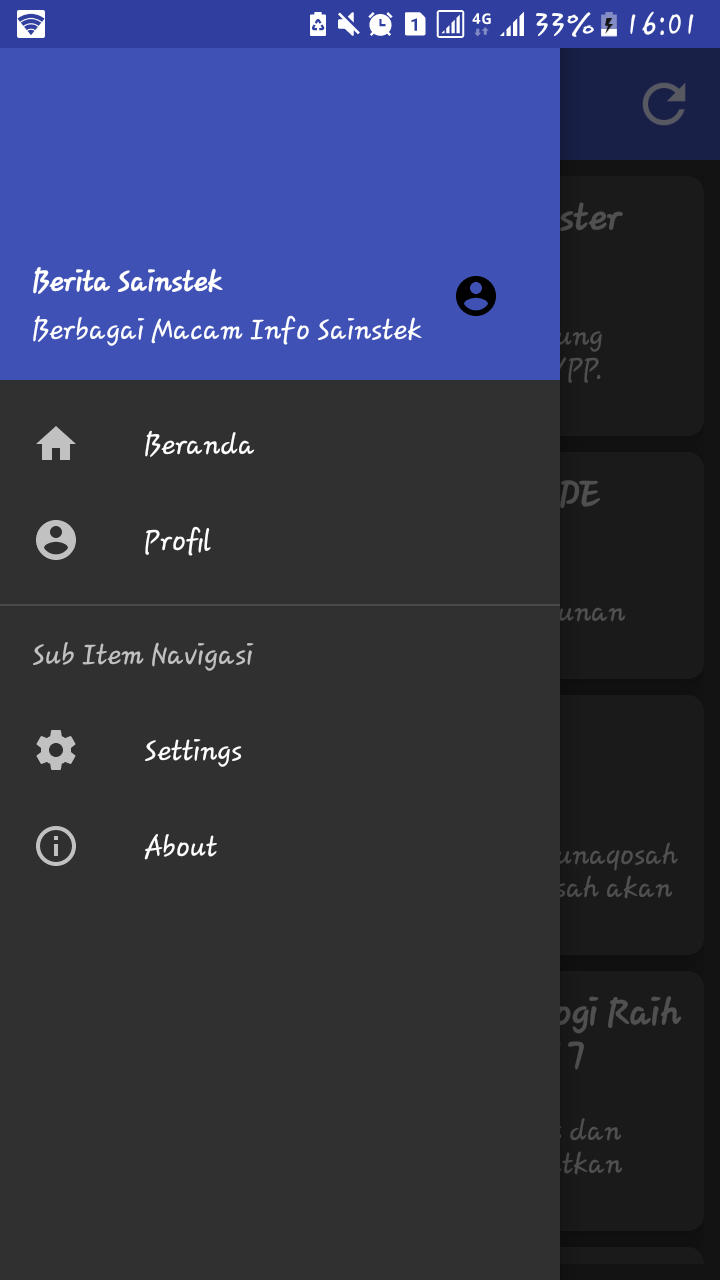 1 4G 33% 16:01
Berita Sainstek
Berbagai Macam Info Sainstek
Beranda
Profil
Sub Item Navigasi
Settings
About
ster
ung
YPP.
DE
unan
unaqosah
sah akan
ogi Raih
7
dan
tkan